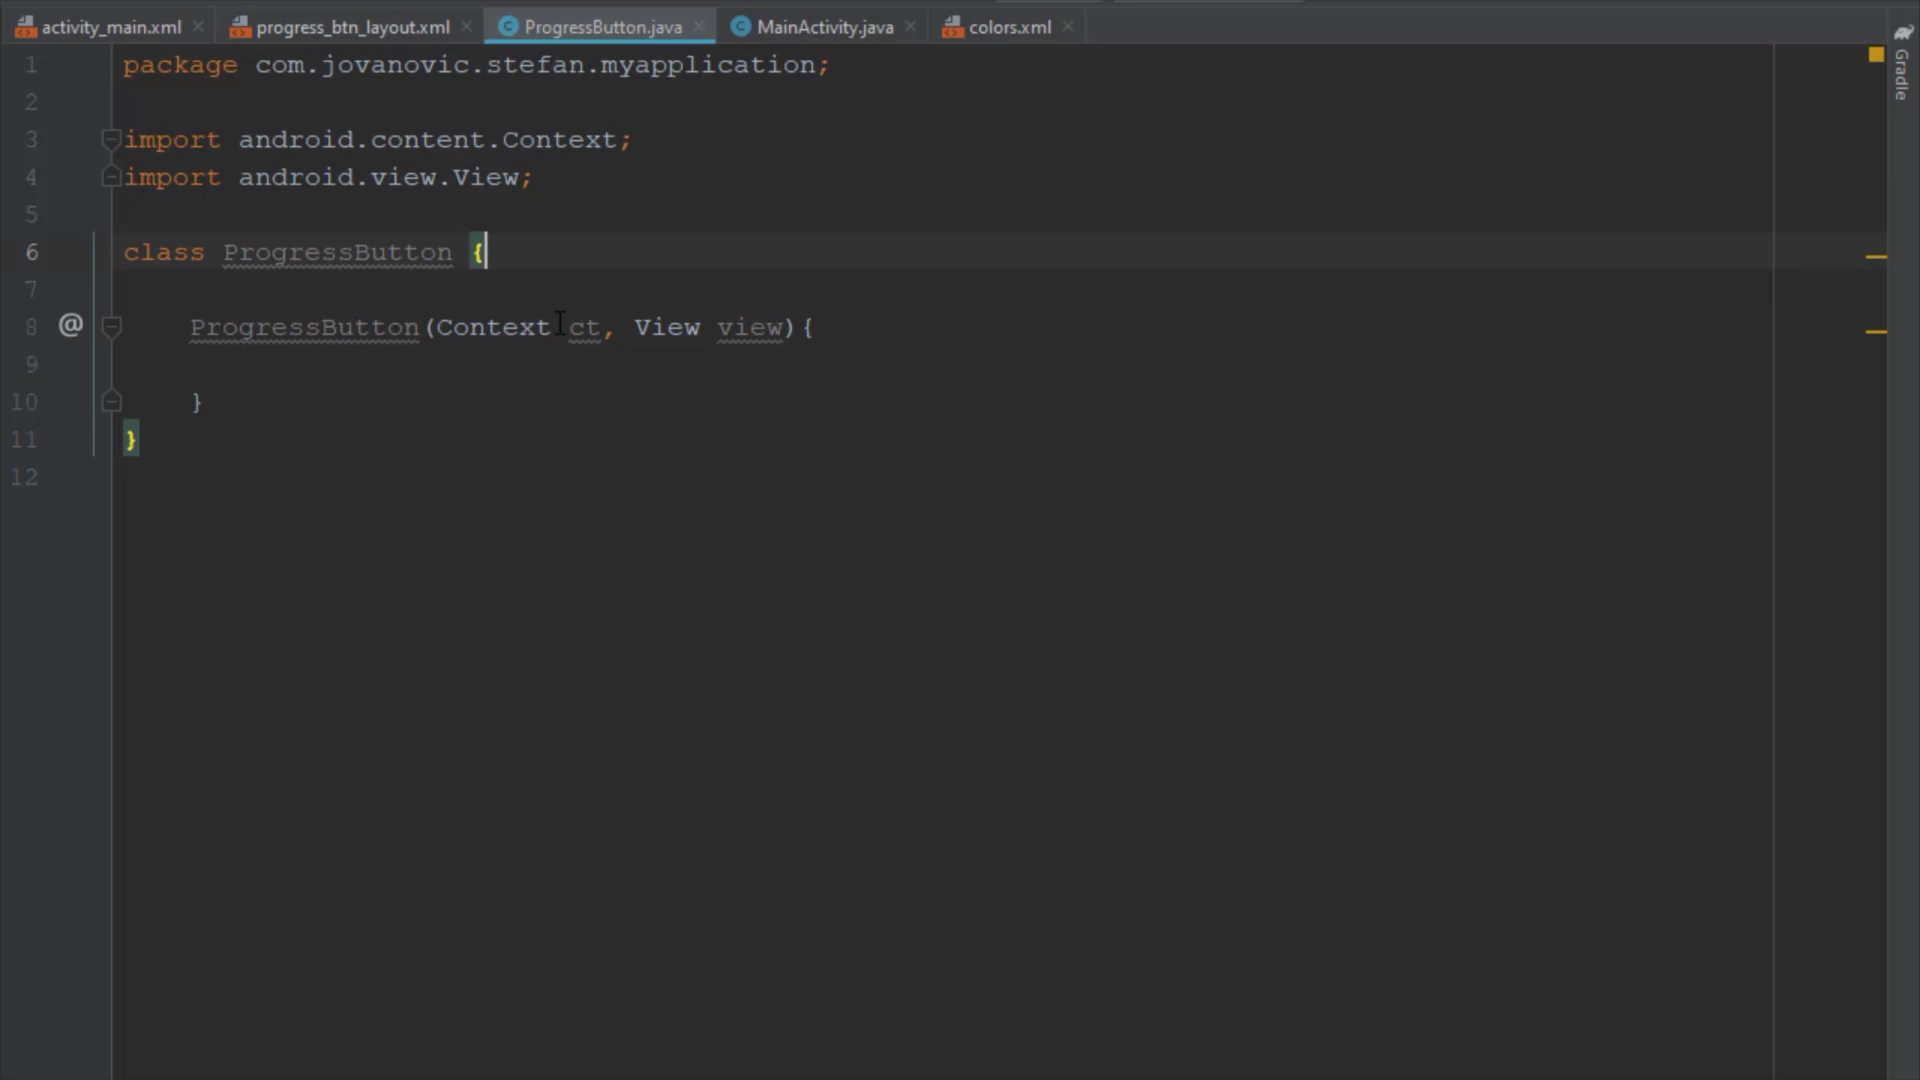 activity_main.xml progress_btn_layout.xml ProgressButton.java MainActivity.java colors.xml
Gradle
1 package com.jovanovic.stefan.myapplication;
2
3 import android.content.Context;
4 import android.view.View;
5
6 class ProgressButton {
7
8 @ ProgressButton(Context ct, View view){
9
10 }
11 }
12